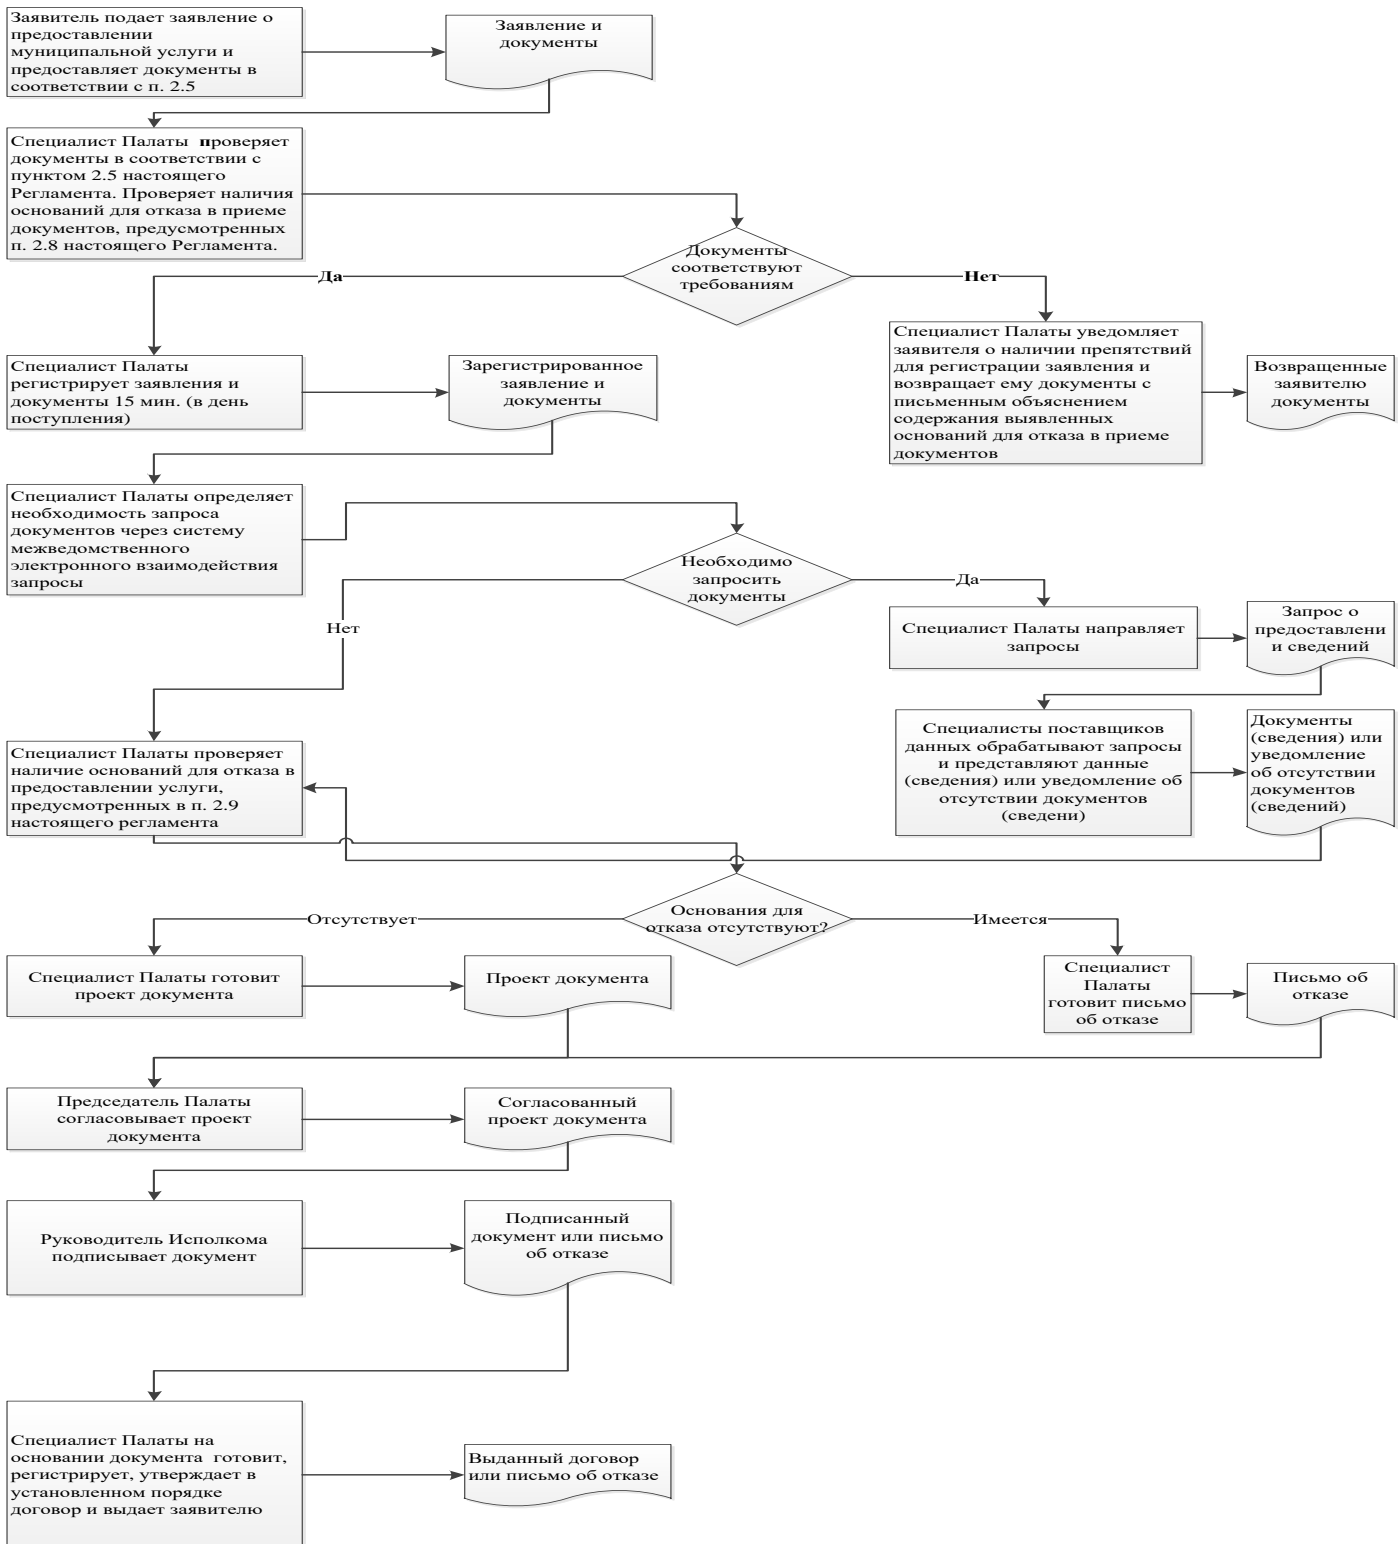 Заявитель подает заявление о
предоставлении
муниципальной услуги и
предоставляет документы в
соответствии с п. 2.5
Заявление и
документы
Специалист Палаты проверяет
документы в соответствии с
пунктом 2.5 настоящего
Регламента. Проверяет наличия
оснований для отказа в приеме
документов, предусмотренных
п. 2.8 настоящего Регламента.
Документы
соответствуют
требованиям
Да
Нет
Специалист Палаты
регистрирует заявления и
документы 15 мин. (в день
поступления)
Зарегистрированное
заявление и
документы
Специалист Палаты уведомляет
заявителя о наличии препятствий
для регистрации заявления и
возвращает ему документы с
письменным объяснением
содержания выявленных
оснований для отказа в приеме
документов
Возвращенные
заявителю
документы
Специалист Палаты определяет
необходимость запроса
документов через систему
межведомственного
электронного взаимодействия
запросы
Необходимо
запросить
документы
Да
Нет
Специалист Палаты направляет
запросы
Запрос о
предоставлени
и сведений
Специалисты поставщиков
данных обрабатывают запросы
и представляют данные
(сведения) или уведомление об
отсутствии документов
(сведени)
Документы
(сведения) или
уведомление
об отсутствии
документов
(сведений)
Специалист Палаты проверяет
наличие оснований для отказа в
предоставлении услуги,
предусмотренных в п. 2.9
настоящего регламента
Основания для
отказа отсутствуют?
Отсутствует
Имеется
Специалист Палаты готовит
проект документа
Проект документа
Специалист
Палаты
готовит письмо
об отказе
Письмо об
отказе
Председатель Палаты
согласовывает проект
документа
Согласованный
проект документа
Руководитель Исполкома
подписывает документ
Подписанный
документ или письмо
об отказе
Специалист Палаты на
основании документа готовит,
регистрирует, утверждает в
установленном порядке
договор и выдает заявителю
Выданный договор
или письмо об отказе